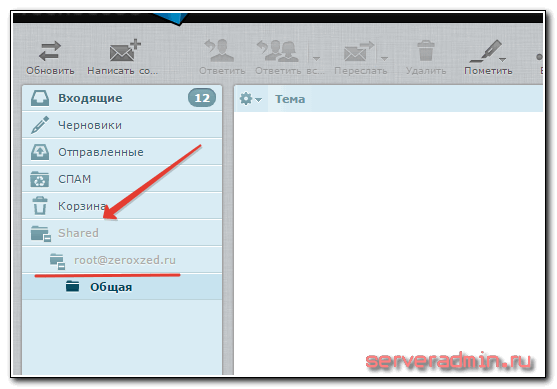 Обновить
Написать со...
Ответить
Ответить вс...
Переслать
Удалить
Пометить
Входящие 12
Тема
Черновики
Отправленные
СПАМ
Корзина
Shared
root@zeroxzed.ru
Общая
serveradmin.ru